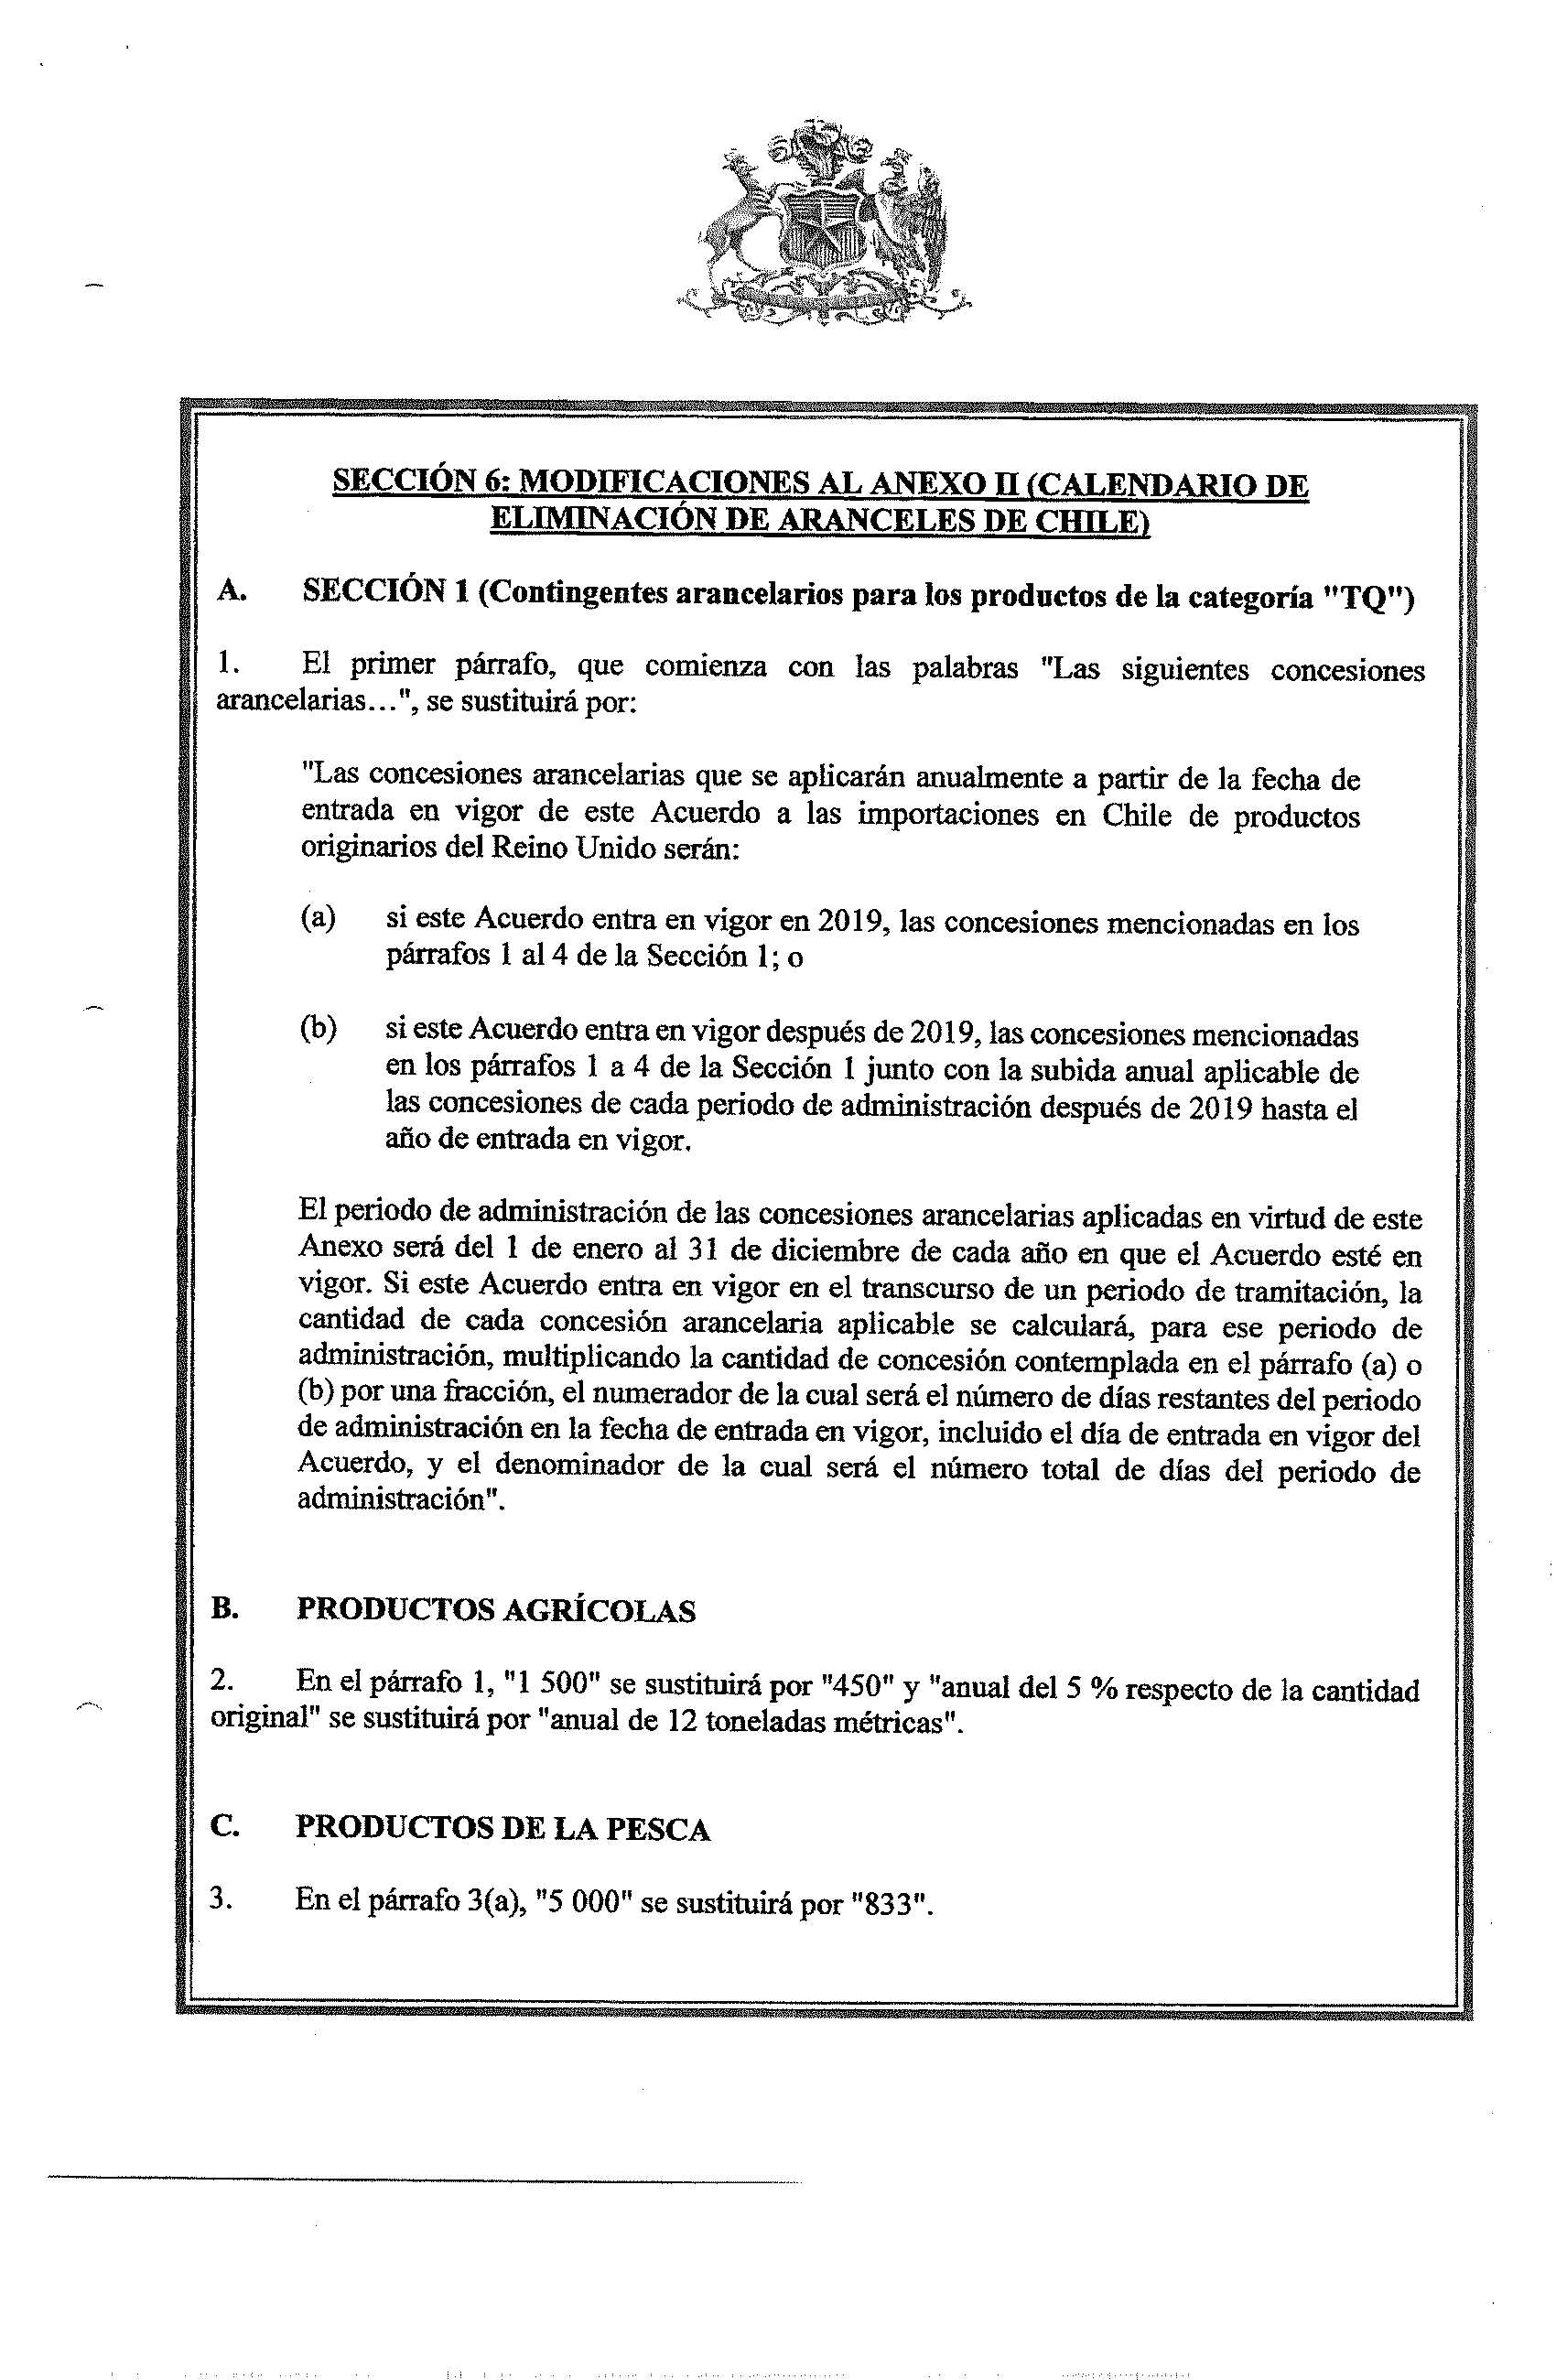 SECCIÓN 6: MODIFICACIONES AL ANEXO II (CALENDARIO DE
ELIMINACIÓN DE ARANCELES DE CHILE)
A. SECCIÓN 1 (Contingentes arancelarios para los productos de la categoría "TQ")
1. El primer párrafo, que comienza con las palabras "Las siguientes concesiones
arancelarias...", se sustituirá por:
"Las concesiones arancelarias que se aplicarán anualmente a partir de la fecha de
entrada en vigor de este Acuerdo a las importaciones en Chile de productos
originarios del Reino Unido serán:
(a) si este Acuerdo entra en vigor en 2019, las concesiones mencionadas en los
párrafos 1 al 4 de la Sección 1; o
(b) si este Acuerdo entra en vigor después de 2019, las concesiones mencionadas
en los párrafos 1 a 4 de la Sección 1 junto con la subida anual aplicable de
las concesiones de cada periodo de administración después de 2019 hasta el
año de entrada en vigor.
El periodo de administración de las concesiones arancelarias aplicadas en virtud de este
Anexo será del 1 de enero al 31 de diciembre de cada año en que el Acuerdo esté en
vigor. Si este Acuerdo entra en vigor en el transcurso de un periodo de tramitación, la
cantidad de cada concesión arancelaria aplicable se calculará, para ese periodo de
administración, multiplicando la cantidad de concesión contemplada en el párrafo (a) o
(b) por una fracción, el numerador de la cual será el número de días restantes del periodo
de administración en la fecha de entrada en vigor, incluido el día de entrada en vigor del
Acuerdo, y el denominador de la cual será el número total de días del periodo de
administración".
B. PRODUCTOS AGRÍCOLAS
2. En el párrafo 1, "1 500" se sustituirá por "450" y "anual del 5 % respecto de la cantidad
original" se sustituirá por "anual de 12 toneladas métricas".
C. PRODUCTOS DE LA PESCA
3. En el párrafo 3(a), "5 000" se sustituirá por "833".